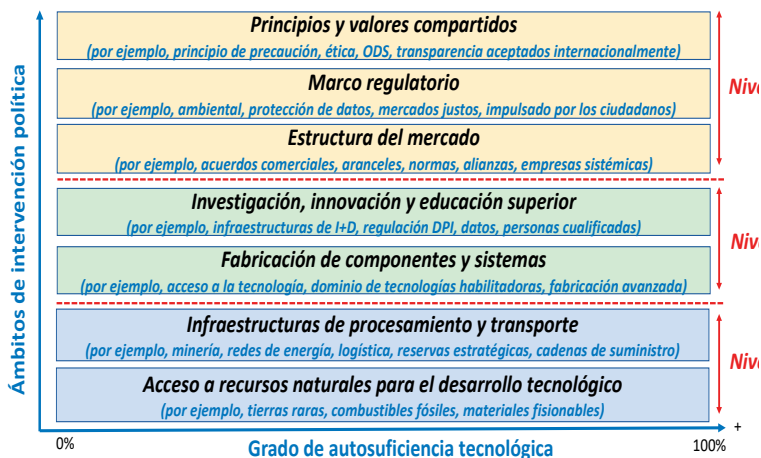 Principios y valores compartidos
(por ejemplo, principio de precaución, ética, ODS, transparencia aceptados internacionalmente)
Marco regulatorio
(por ejemplo, ambiental, protección de datos, mercados justos, impulsado por los ciudadanos)
Nive
Estructura del mercado
(por ejemplo, acuerdos comerciales, aranceles, normas, alianzas, empresas sistémicas)
Investigación, innovación y educación superior
(por ejemplo, infraestructuras de I+D, regulación DPI, datos, personas cualificadas)
Nive
Fabricación de componentes y sistemas
(por ejemplo, acceso a la tecnología, dominio de tecnologías habilitadoras, fabricación avanzada)
Infraestructuras de procesamiento y transporte
(por ejemplo, minería, redes de energía, logística, reservas estratégicas, cadenas de suministro)
Nive
Acceso a recursos naturales para el desarrollo tecnológico
(por ejemplo, tierras raras, combustibles fósiles, materiales fisionables)
Ámbitos de intervención política
+
0%
Grado de autosuficiencia tecnológica
100%